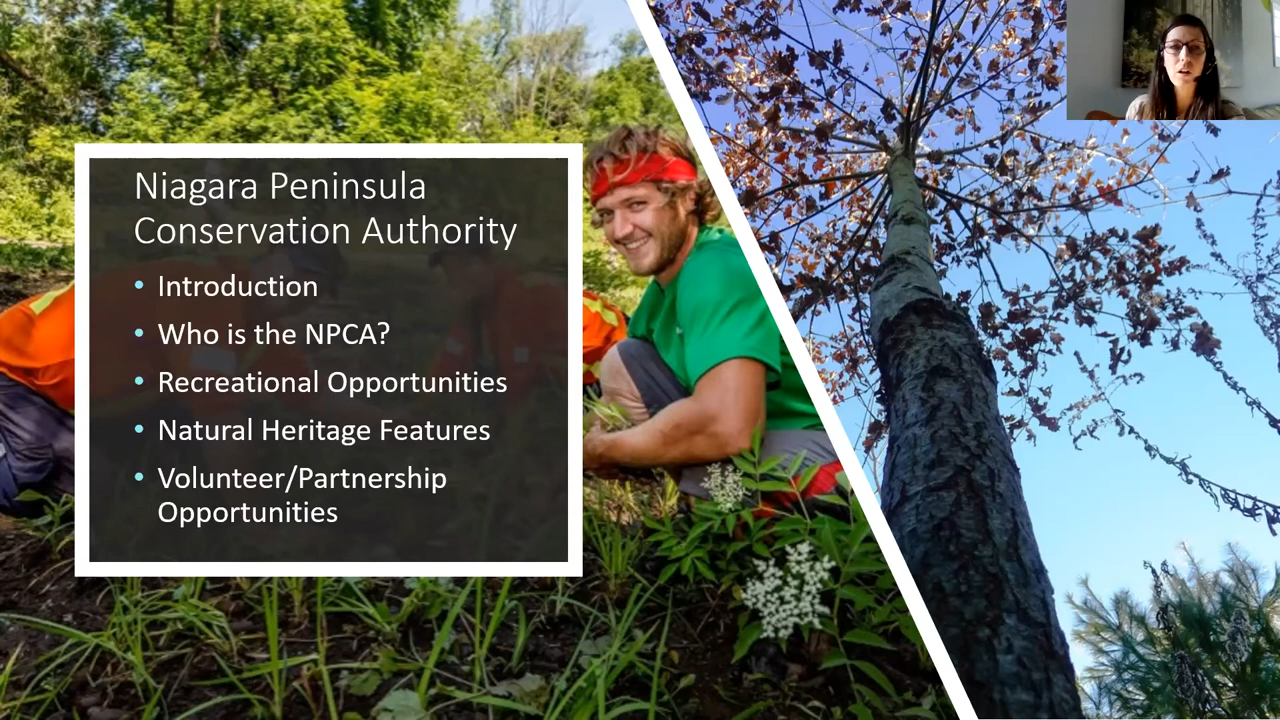 Niagara Peninsula
Conservation Authority
• Introduction
• Who is the NPCA?
• Recreational Opportunities
• Natural Heritage Features
• Volunteer/Partnership
Opportunities